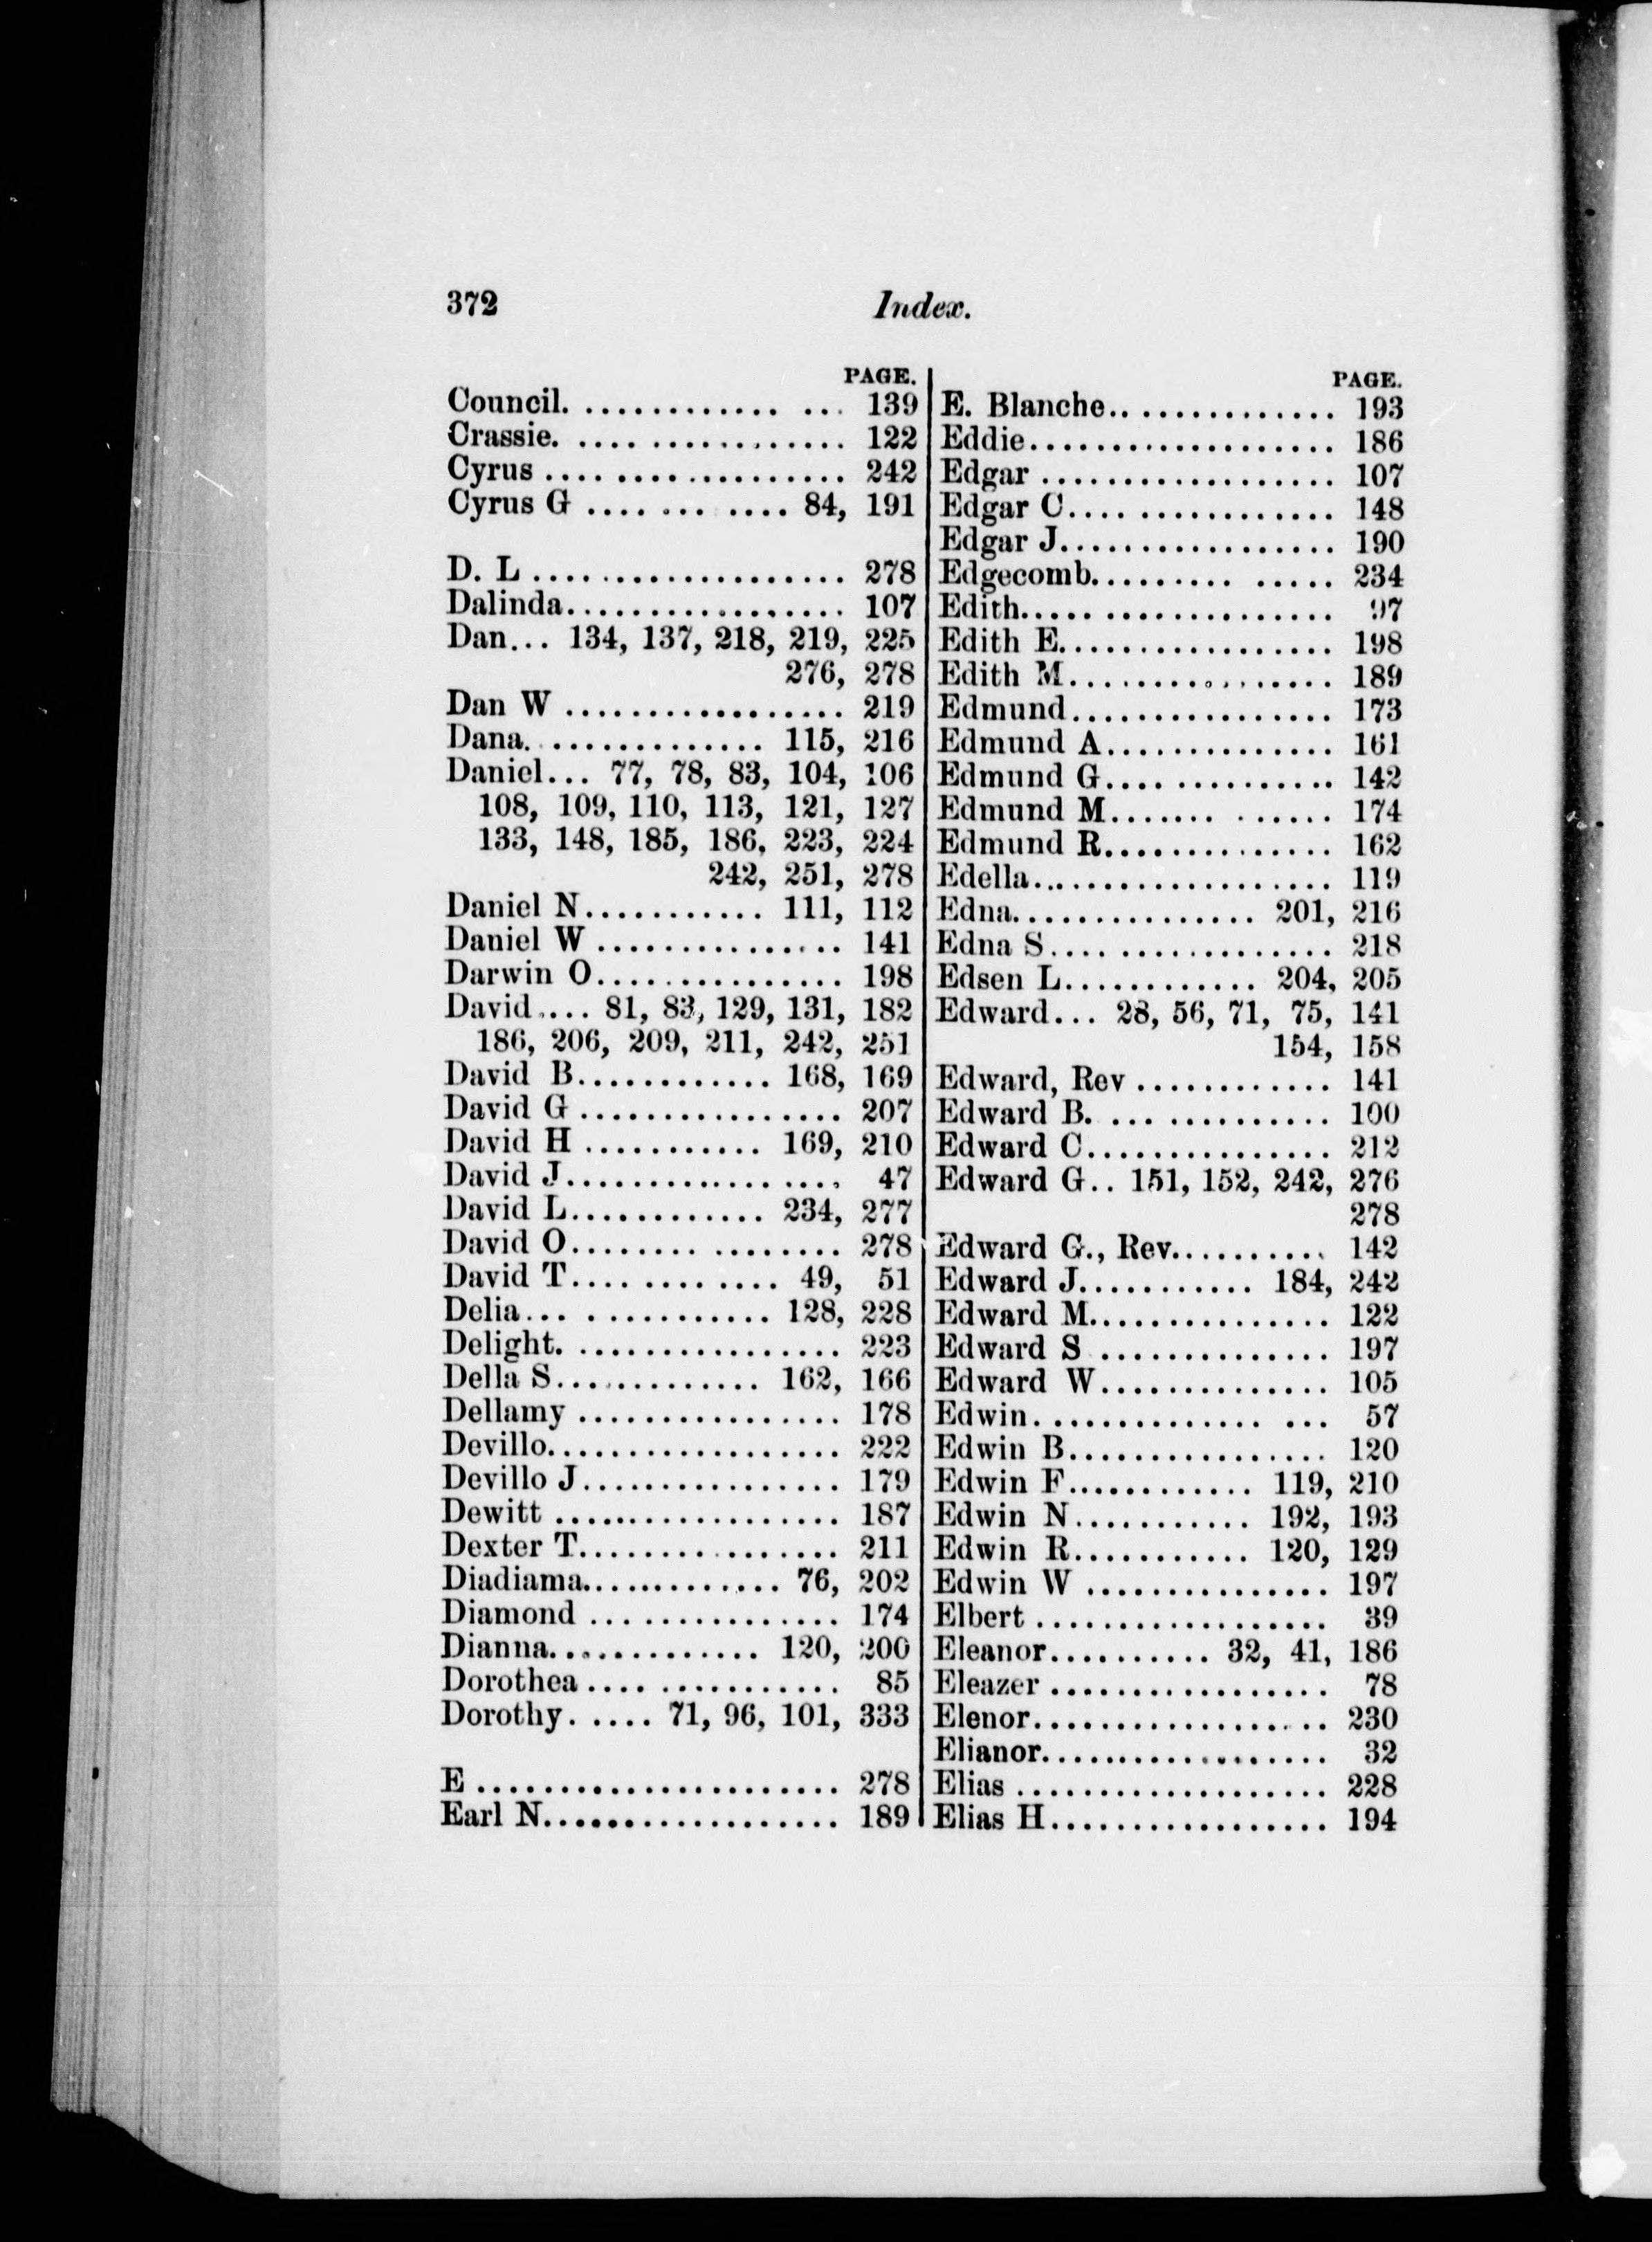 372 Index.
PAGE.
Council. ............ ... 139
Crassie. ................. 122
Cyrus .................. 242
Cyrus G ............ 84, 191
D. L ................... 278
Dalinda................. 107
Dan... 134, 137, 218, 219, 225
276, 278
Dan W ................. 219
Dana. .............. 115, 216
Daniel... 77, 78, 83, 104, 106
108, 109, 110, 113, 121, 127
133, 148, 185, 186, 223, 224
242, 251, 278
Daniel N........... 111, 112
Daniel W ............... 141
Darwin O............... 198
David.... 81, 83, 129, 131, 182
186, 206, 209, 211, 242, 251
David B............ 168, 169
David G ................ 207
David H ........... 169, 210
David J................. 47
David L............ 234, 277
David O........ ........ 278
David T............. 49, 51
Delia... ............ 128, 228
Delight. ................ 223
Della S............. 162, 166
Dellamy ................ 178
Devillo.................. 222
Devillo J................ 179
Dewitt ................. 187
Dexter T................ 211
Diadiama............. 76, 202
Diamond ............... 174
Dianna............. 120, 200
Dorothea ............... 85
Dorothy. ..... 71, 96, 101, 333
E ...................... 278
Earl N.................. 189
PAGE.
E. Blanche.. ............. 193
Eddie................... 186
Edgar .................. 107
Edgar C................. 148
Edgar J................. 190
Edgecomb......... ..... 234
Edith................... 97
Edith E................. 198
Edith M................ 189
Edmund................ 173
Edmund A.............. 161
Edmund G.............. 142
Edmund M....... ...... 174
Edmund R.............. 162
Edella.................. 119
Edna............... 201, 216
Edna S................. 218
Edsen L............ 204, 205
Edward... 28, 56, 71, 75, 141
154, 158
Edward, Rev ............ 141
Edward B. .............. 100
Edward C............... 212
Edward G.. 151, 152, 242, 276
278
Edward G., Rev.......... 142
Edward J........... 184, 242
Edward M............... 122
Edward S .............. 197
Edward W.............. 105
Edwin. .............. ... 57
Edwin B................ 120
Edwin F............ 119, 210
Edwin N........... 192, 193
Edwin R........... 120, 129
Edwin W ............... 197
Elbert .................. 39
Eleanor.......... 32, 41, 186
Eleazer ................. 78
Elenor.................. 230
Elianor.................. 32
Elias ................... 228
Elias H................. 194